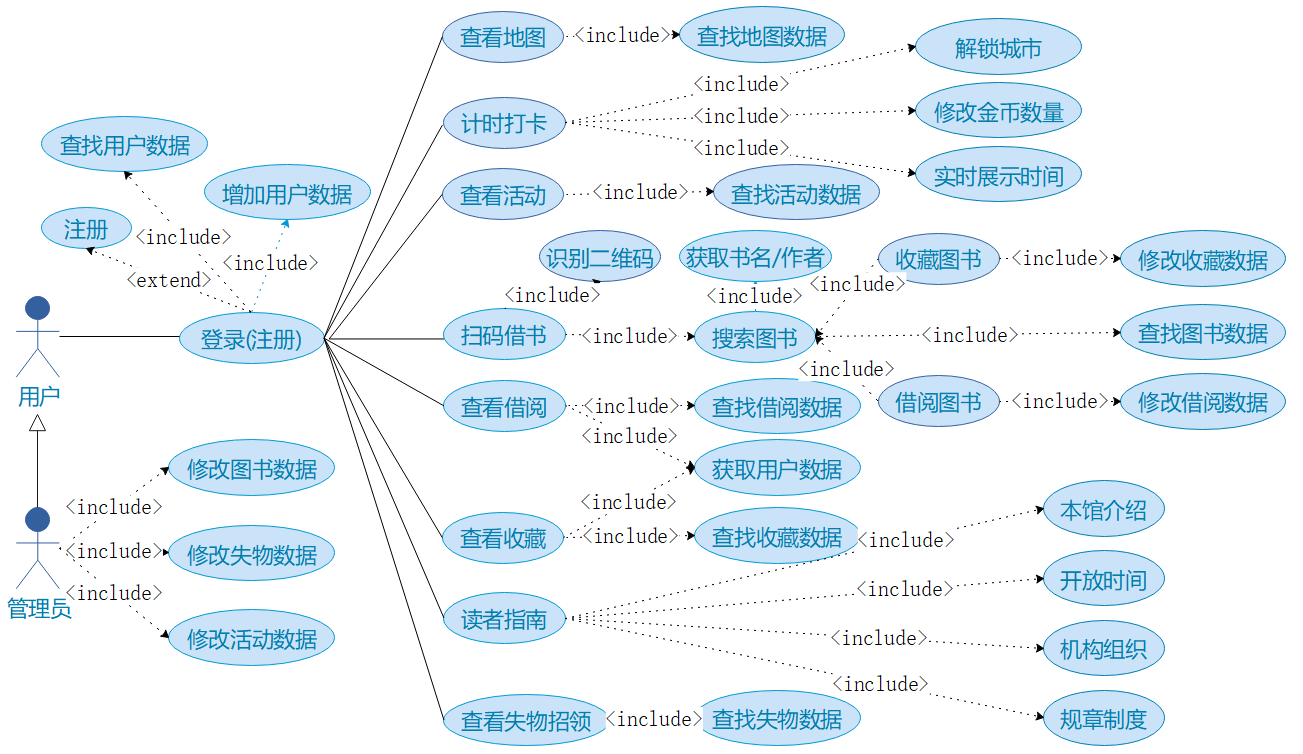 查看地图
<include>
查找地图数据
解锁城市
<include>
计时打卡
<include>
修改金币数量
<include>
实时展示时间
查找用户数据
增加用户数据
查看活动
<include>
查找活动数据
注册
<include>
<include>
<extend>
识别二维码
获取书名/作者
收藏图书
<include>
修改收藏数据
<include>
<include>
<include>
用户
登录(注册)
扫码借书
<include>
搜索图书
<include>
查找图书数据
<include>
查看借阅
<include>
查找借阅数据
借阅图书
<include>
修改借阅数据
<include>
获取用户数据
修改图书数据
<include>
<include>
查看收藏
<include>
查找收藏数据
<include>
本馆介绍
管理员
<include>
修改失物数据
<include>
修改活动数据
读者指南
<include>
开放时间
<include>
机构组织
<include>
规章制度
查看失物招领
<include>
查找失物数据